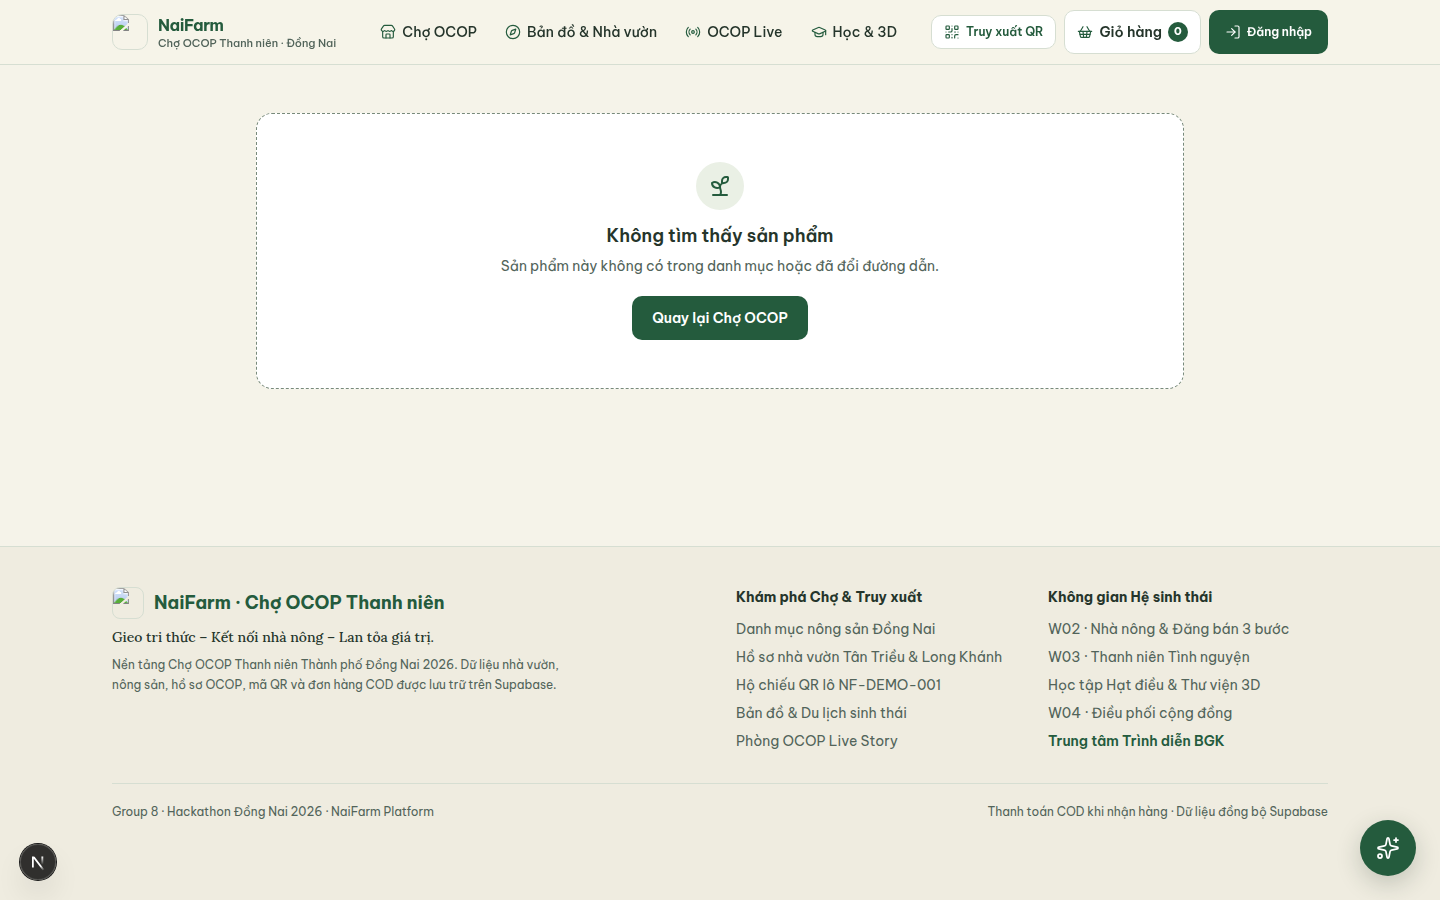 NaiFarm
Chợ OCOP Thanh niên · Đồng Nai
Chợ OCOP
Bản đồ & Nhà vườn
OCOP Live
Học & 3D
Truy xuất QR
Giỏ hàng 0
Đăng nhập
Không tìm thấy sản phẩm
Sản phẩm này không có trong danh mục hoặc đã đổi đường dẫn.
Quay lại Chợ OCOP
NaiFarm · Chợ OCOP Thanh niên
Gieo tri thức – Kết nối nhà nông – Lan tỏa giá trị.
Nền tảng Chợ OCOP Thanh niên Thành phố Đồng Nai 2026. Dữ liệu nhà vườn,
nông sản, hồ sơ OCOP, mã QR và đơn hàng COD được lưu trữ trên Supabase.
Khám phá Chợ & Truy xuất
Danh mục nông sản Đồng Nai
Hồ sơ nhà vườn Tân Triều & Long Khánh
Hộ chiếu QR lô NF-DEMO-001
Bản đồ & Du lịch sinh thái
Phòng OCOP Live Story
Không gian Hệ sinh thái
W02 · Nhà nông & Đăng bán 3 bước
W03 · Thanh niên Tình nguyện
Học tập Hạt điều & Thư viện 3D
W04 · Điều phối cộng đồng
Trung tâm Trình diễn BGK
Group 8 · Hackathon Đồng Nai 2026 · NaiFarm Platform
Thanh toán COD khi nhận hàng · Dữ liệu đồng bộ Supabase
N